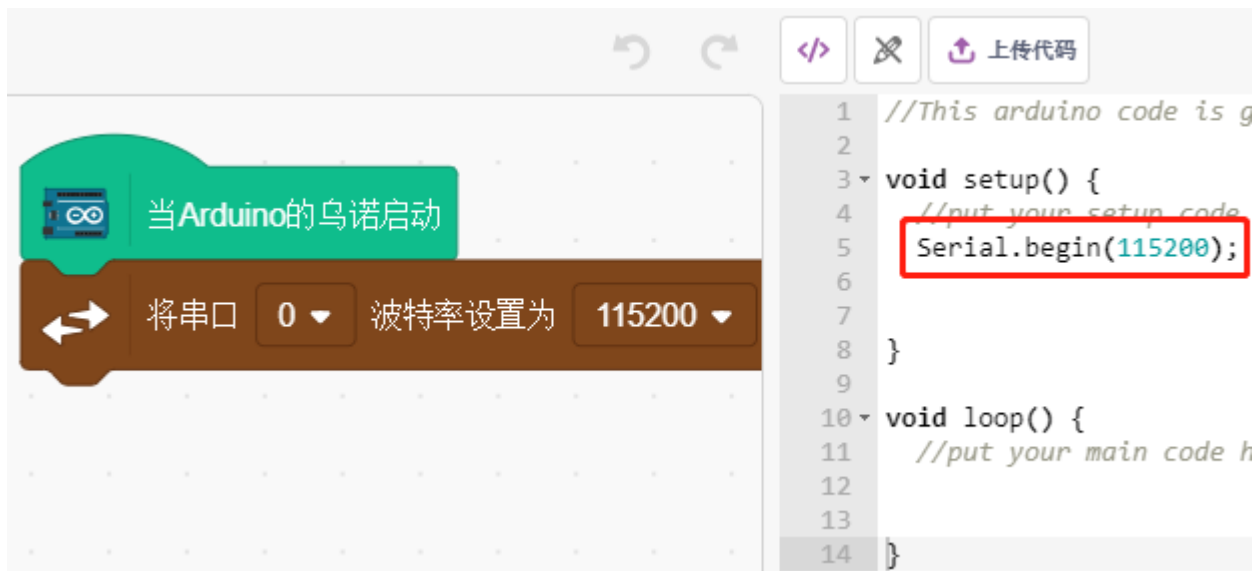 </> 上传代码
当Arduino的乌诺启动
将串口 0 波特率设置为 115200
1 //This arduino code is g
2
3 void setup() {
4 //put your setup code
5 Serial.begin(115200);
6
7
8 }
9
10 void loop() {
11 //put your main code h
12
13
14 }